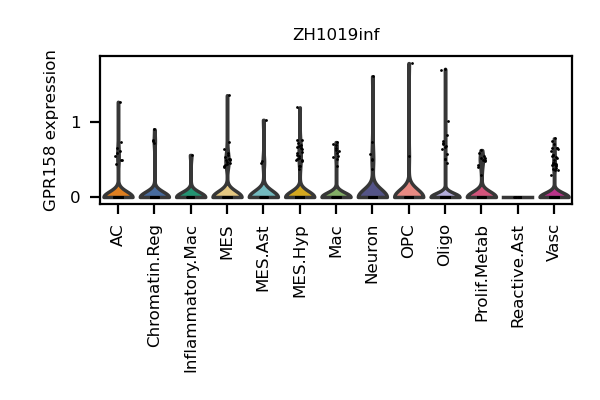 ZH1019inf
GPR158 expression
1
0
AC
Chromatin.Reg
Inflammatory.Mac
MES
MES.Ast
MES.Hyp
Mac
Neuron
OPC
Oligo
Prolif.Metab
Reactive.Ast
Vasc